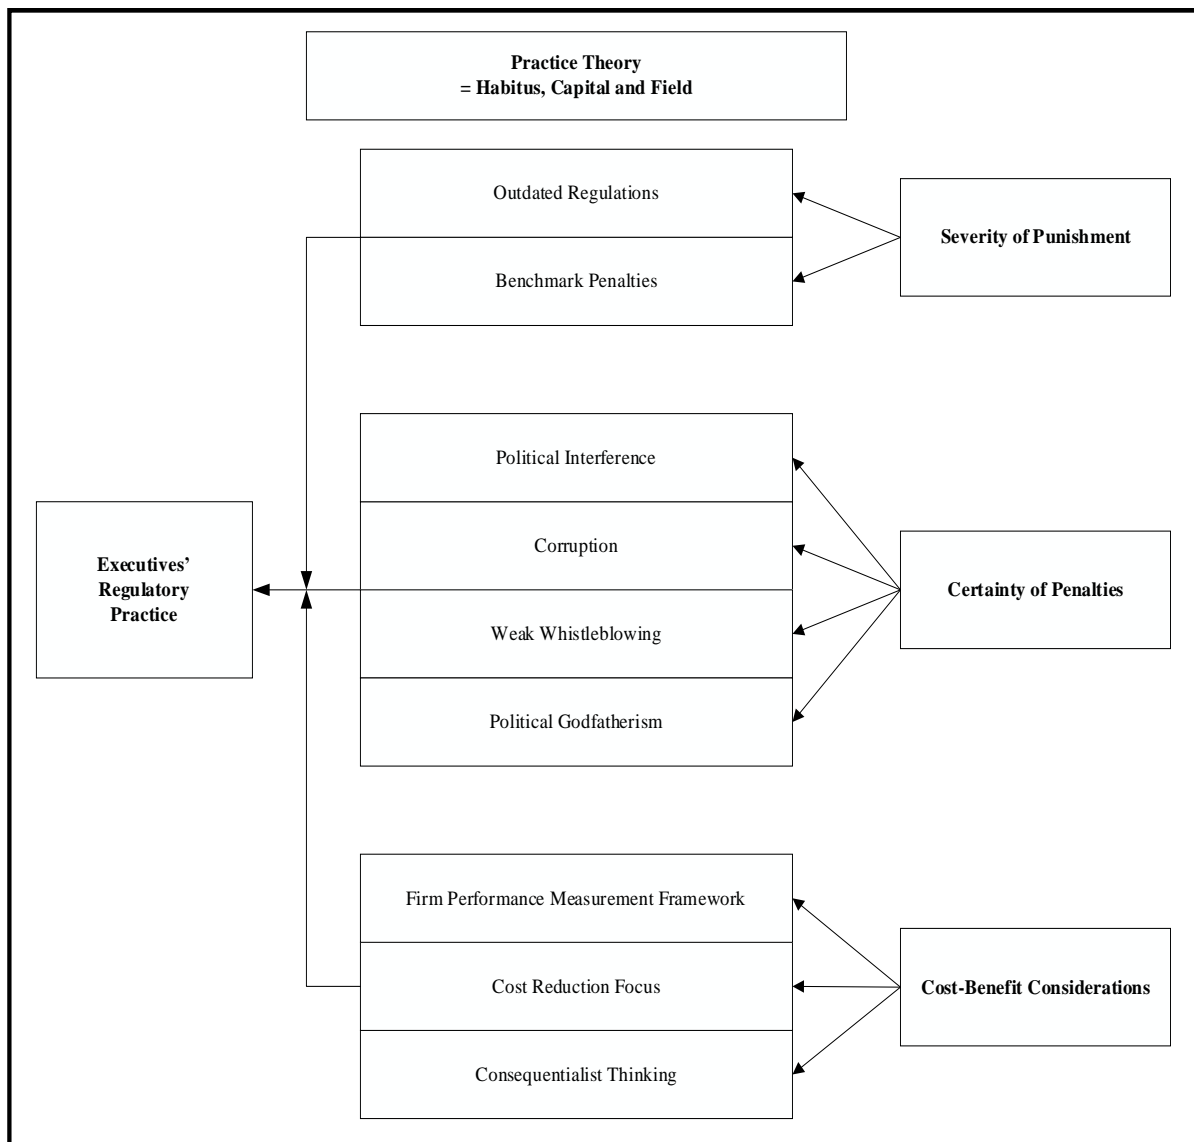 Practice Theory
= Habitus, Capital and Field
Outdated Regulations
Severity of Punishment
Benchmark Penalties
Political Interference
Corruption
Executives’
Regulatory
Practice
Certainty of Penalties
Weak Whistleblowing
Political Godfatherism
Firm Performance Measurement Framework
Cost Reduction Focus
Cost-Benefit Considerations
Consequentialist Thinking